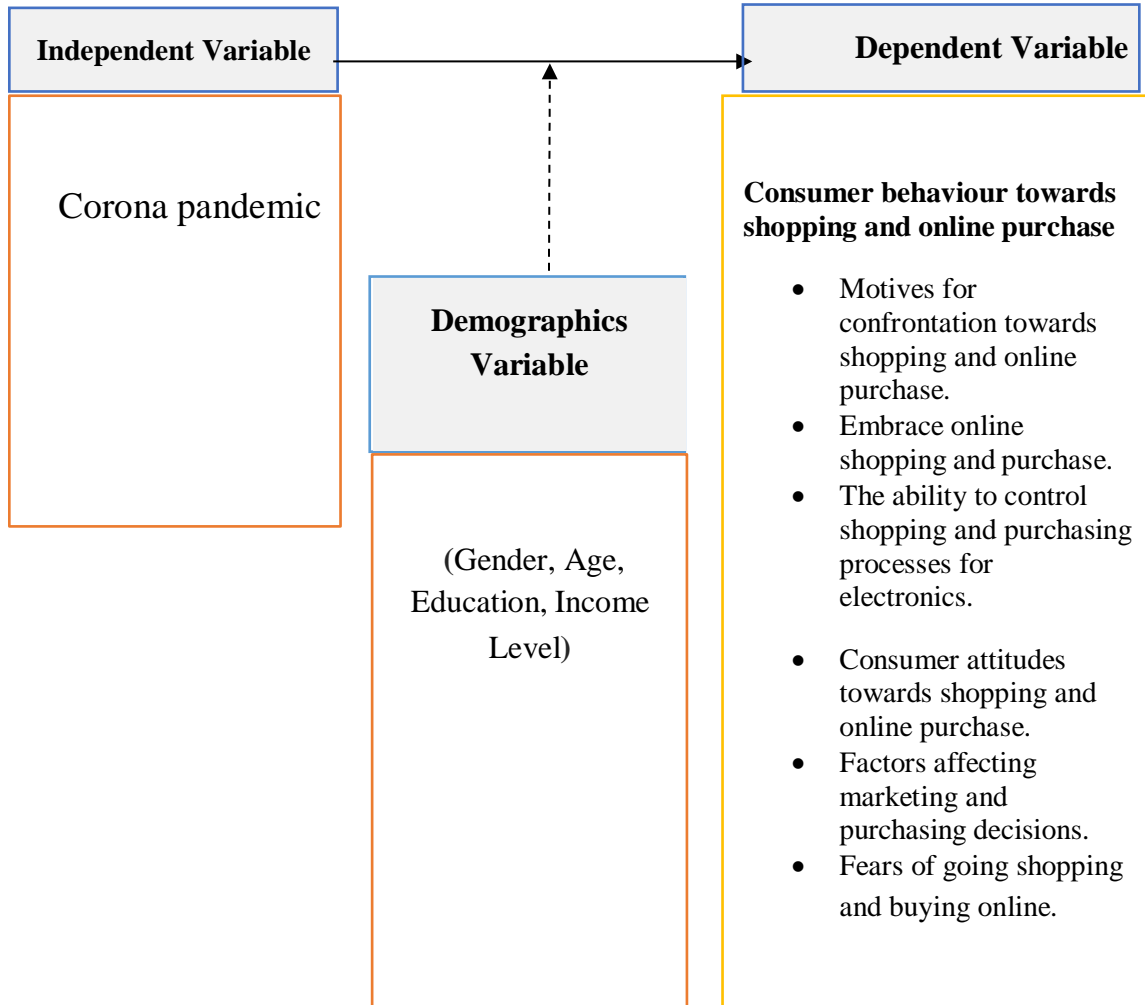 Independent Variable
Dependent Variable
Corona pandemic
Demographics
Variable
(Gender, Age,
Education, Income
Level)
Consumer behaviour towards
shopping and online purchase
• Motives for
confrontation towards
shopping and online
purchase.
• Embrace online
shopping and purchase.
• The ability to control
shopping and purchasing
processes for
electronics.
• Consumer attitudes
towards shopping and
online purchase.
• Factors affecting
marketing and
purchasing decisions.
• Fears of going shopping
and buying online.